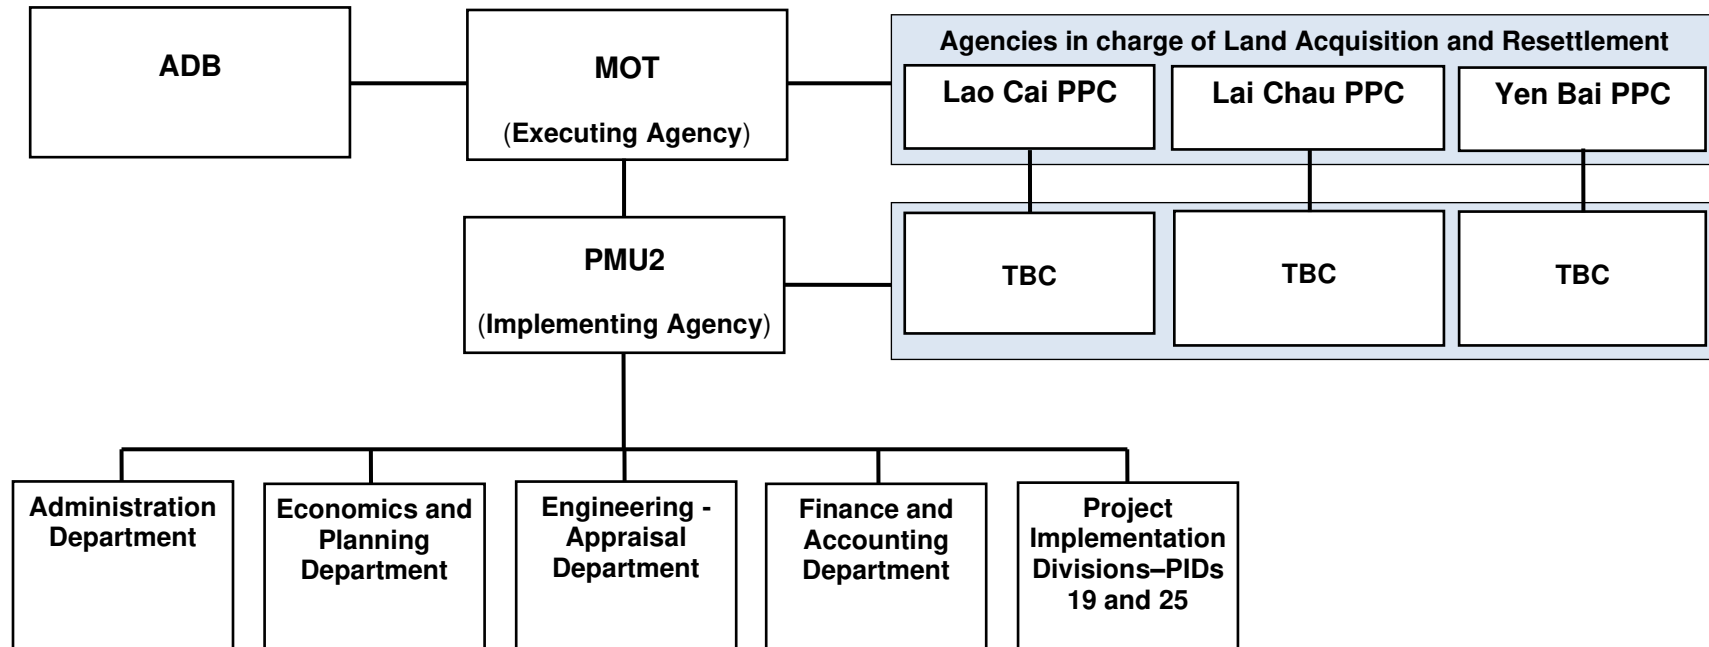 ADB
MOT
(Executing Agency)
Agencies in charge of Land Acquisition and Resettlement
Lao Cai PPC
Lai Chau PPC
Yen Bai PPC
PMU2
(Implementing Agency)
TBC
TBC
TBC
Administration
Department
Economics and
Planning
Department
Engineering -
Appraisal
Department
Finance and
Accounting
Department
Project
Implementation
Divisions–PIDs
19 and 25